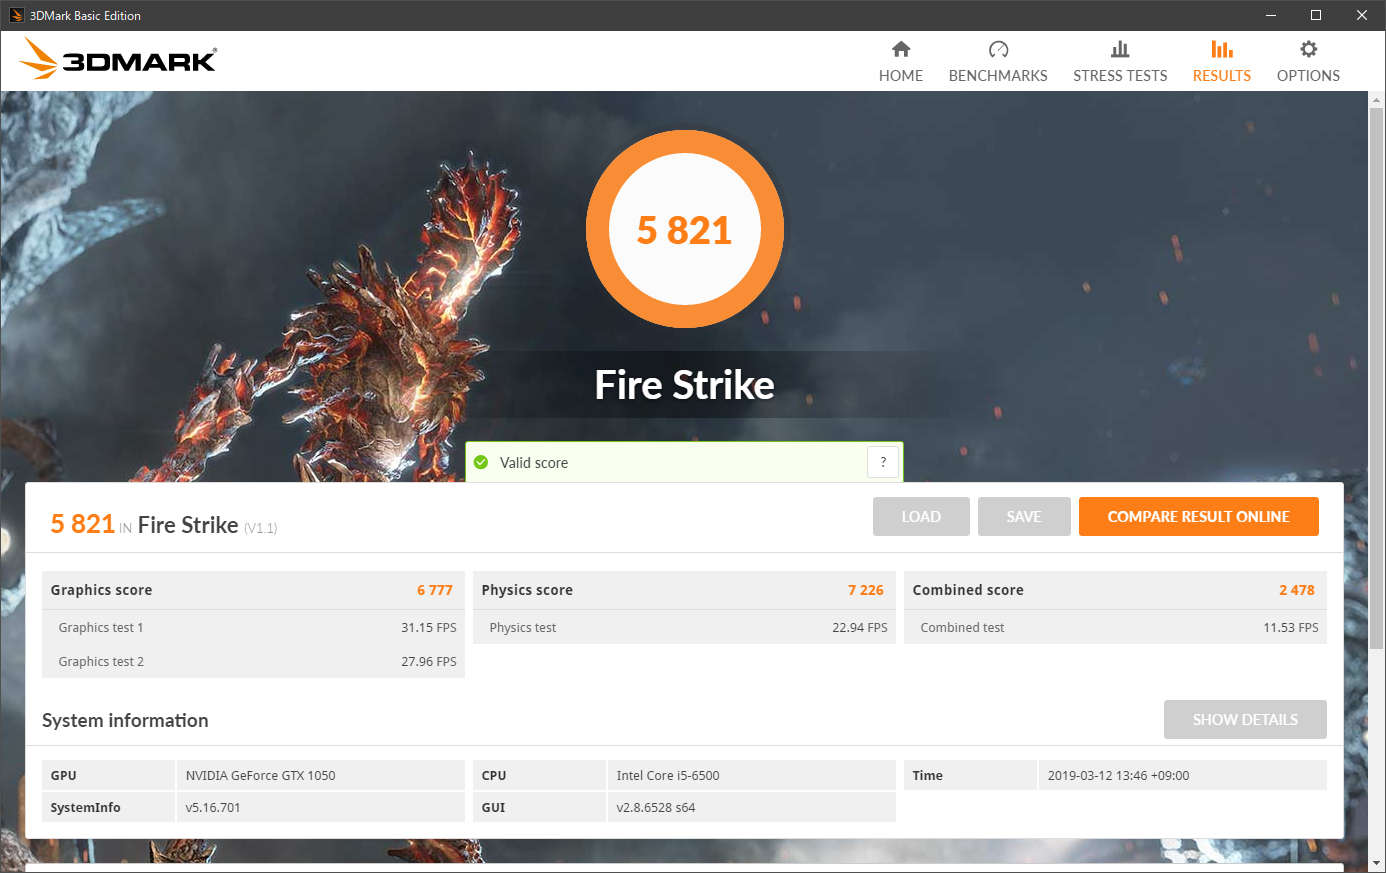 3DMark Basic Edition
3DMARK®
HOME
BENCHMARKS
STRESS TESTS
RESULTS
OPTIONS
5 821
Fire Strike
Valid score
?
5 821 IN Fire Strike (V1.1)
LOAD
SAVE
COMPARE RESULT ONLINE
Graphics score 6 777
Graphics test 1 31.15 FPS
Graphics test 2 27.96 FPS
Physics score 7 226
Physics test 22.94 FPS
Combined score 2 478
Combined test 11.53 FPS
System information
SHOW DETAILS
GPU NVIDIA GeForce GTX 1050
SystemInfo v5.16.701
CPU Intel Core i5-6500
GUI v2.8.6528 s64
Time 2019-03-12 13:46 +09:00